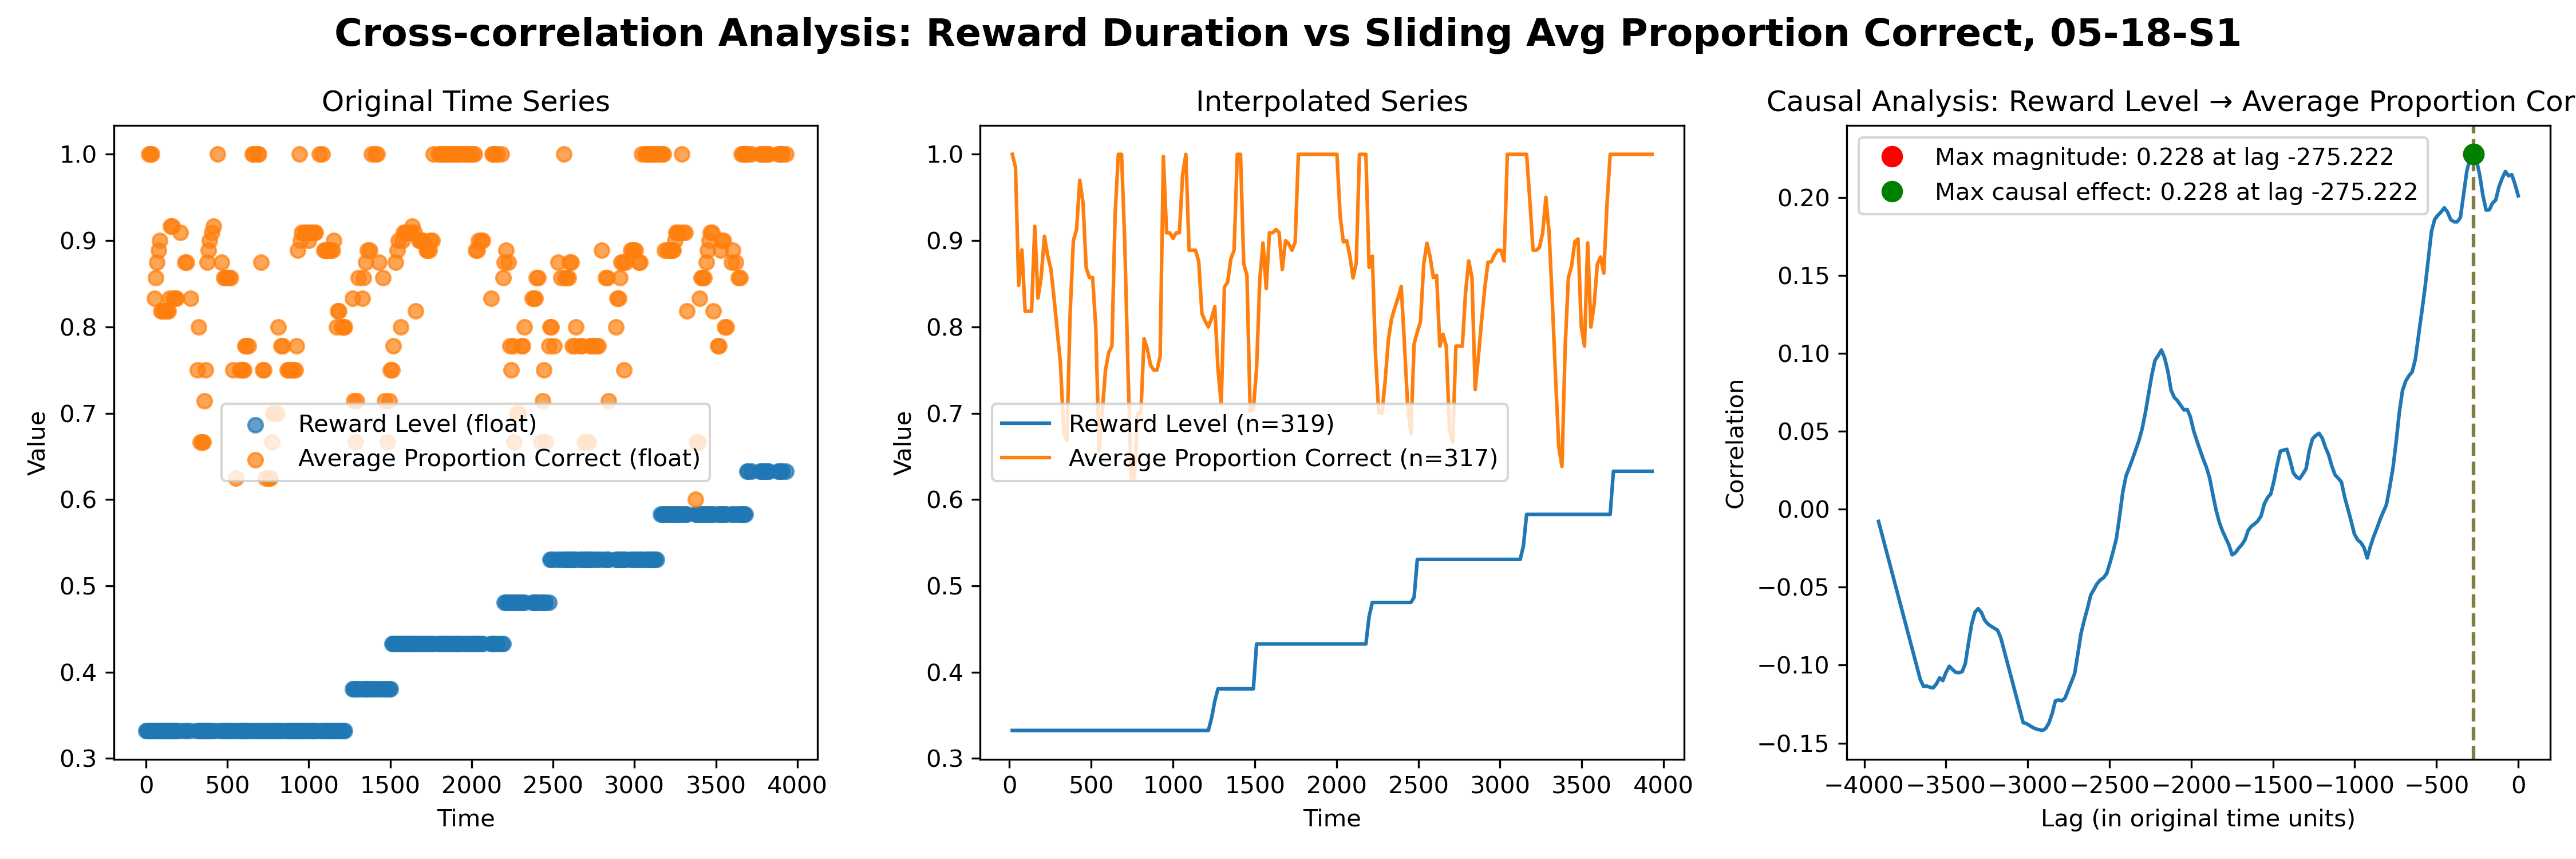 Cross-correlation Analysis: Reward Duration vs Sliding Avg Proportion Correct, 05-18-S1
Original Time Series
1.0
0.9
0.8
0.7
0.6
0.5
0.4
0.3
Value
Reward Level (float)
Average Proportion Correct (float)
0 500 1000 1500 2000 2500 3000 3500 4000
Time
Interpolated Series
1.0
0.9
0.8
0.7
0.6
0.5
0.4
0.3
Value
Reward Level (n=319)
Average Proportion Correct (n=317)
0 500 1000 1500 2000 2500 3000 3500 4000
Time
Causal Analysis: Reward Level → Average Proportion Cor
Max magnitude: 0.228 at lag -275.222
Max causal effect: 0.228 at lag -275.222
0.20
0.15
0.10
0.05
0.00
−0.05
−0.10
−0.15
Correlation
−4000 −3500 −3000 −2500 −2000 −1500 −1000 −500 0
Lag (in original time units)